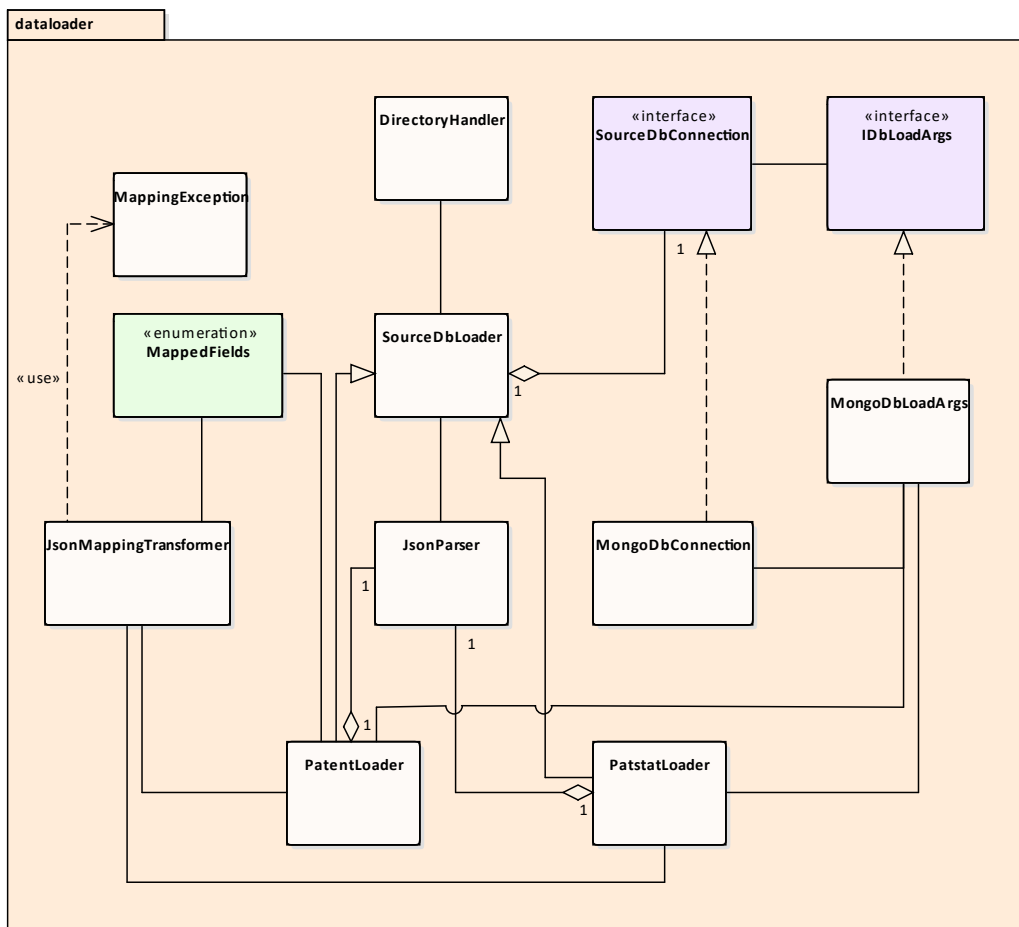 dataloader
DirectoryHandler
«interface»
SourceDbConnection
«interface»
IDbLoadArgs
MappingException
1
«enumeration»
MappedFields
SourceDbLoader
«use»
1
MongoDbLoadArgs
JsonMappingTransformer
JsonParser
MongoDbConnection
1
1
1
PatentLoader
PatstatLoader
1